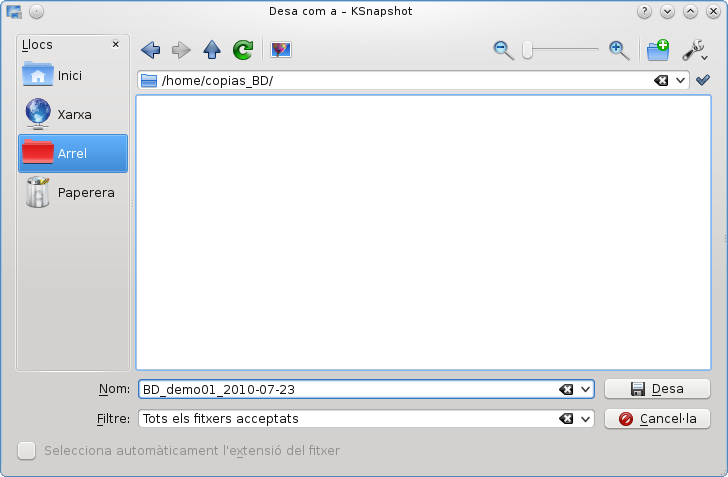 Desa com a – KSnapshot
Llocs
Inici
Xarxa
Arrel
Paperera
/home/copias_BD/
Nom: BD_demo01_2010-07-23
Desa
Filtre: Tots els fitxers acceptats
Cancel·la
Selecciona automàticament l'extensió del fitxer